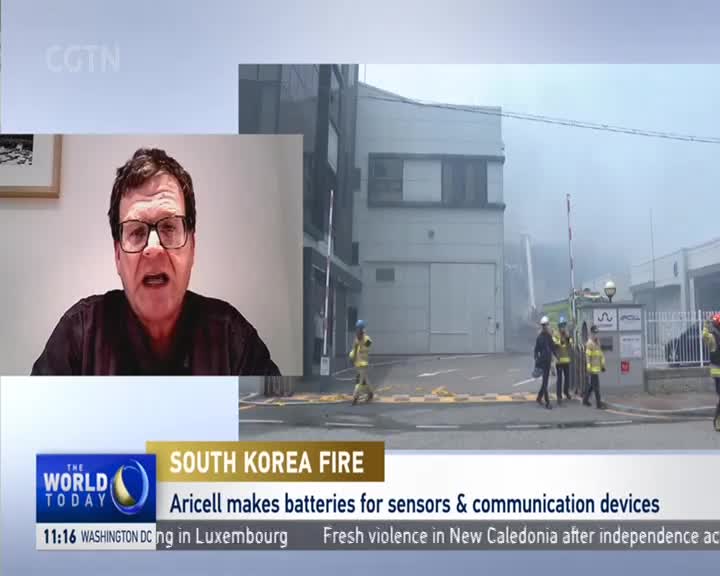 CGTN
SOUTH KOREA FIRE
Aricell makes batteries for sensors & communication devices
THE
WORLD
TODAY
11:16 WASHINGTON DC
ng in Luxembourg Fresh violence in New Caledonia after independence ac